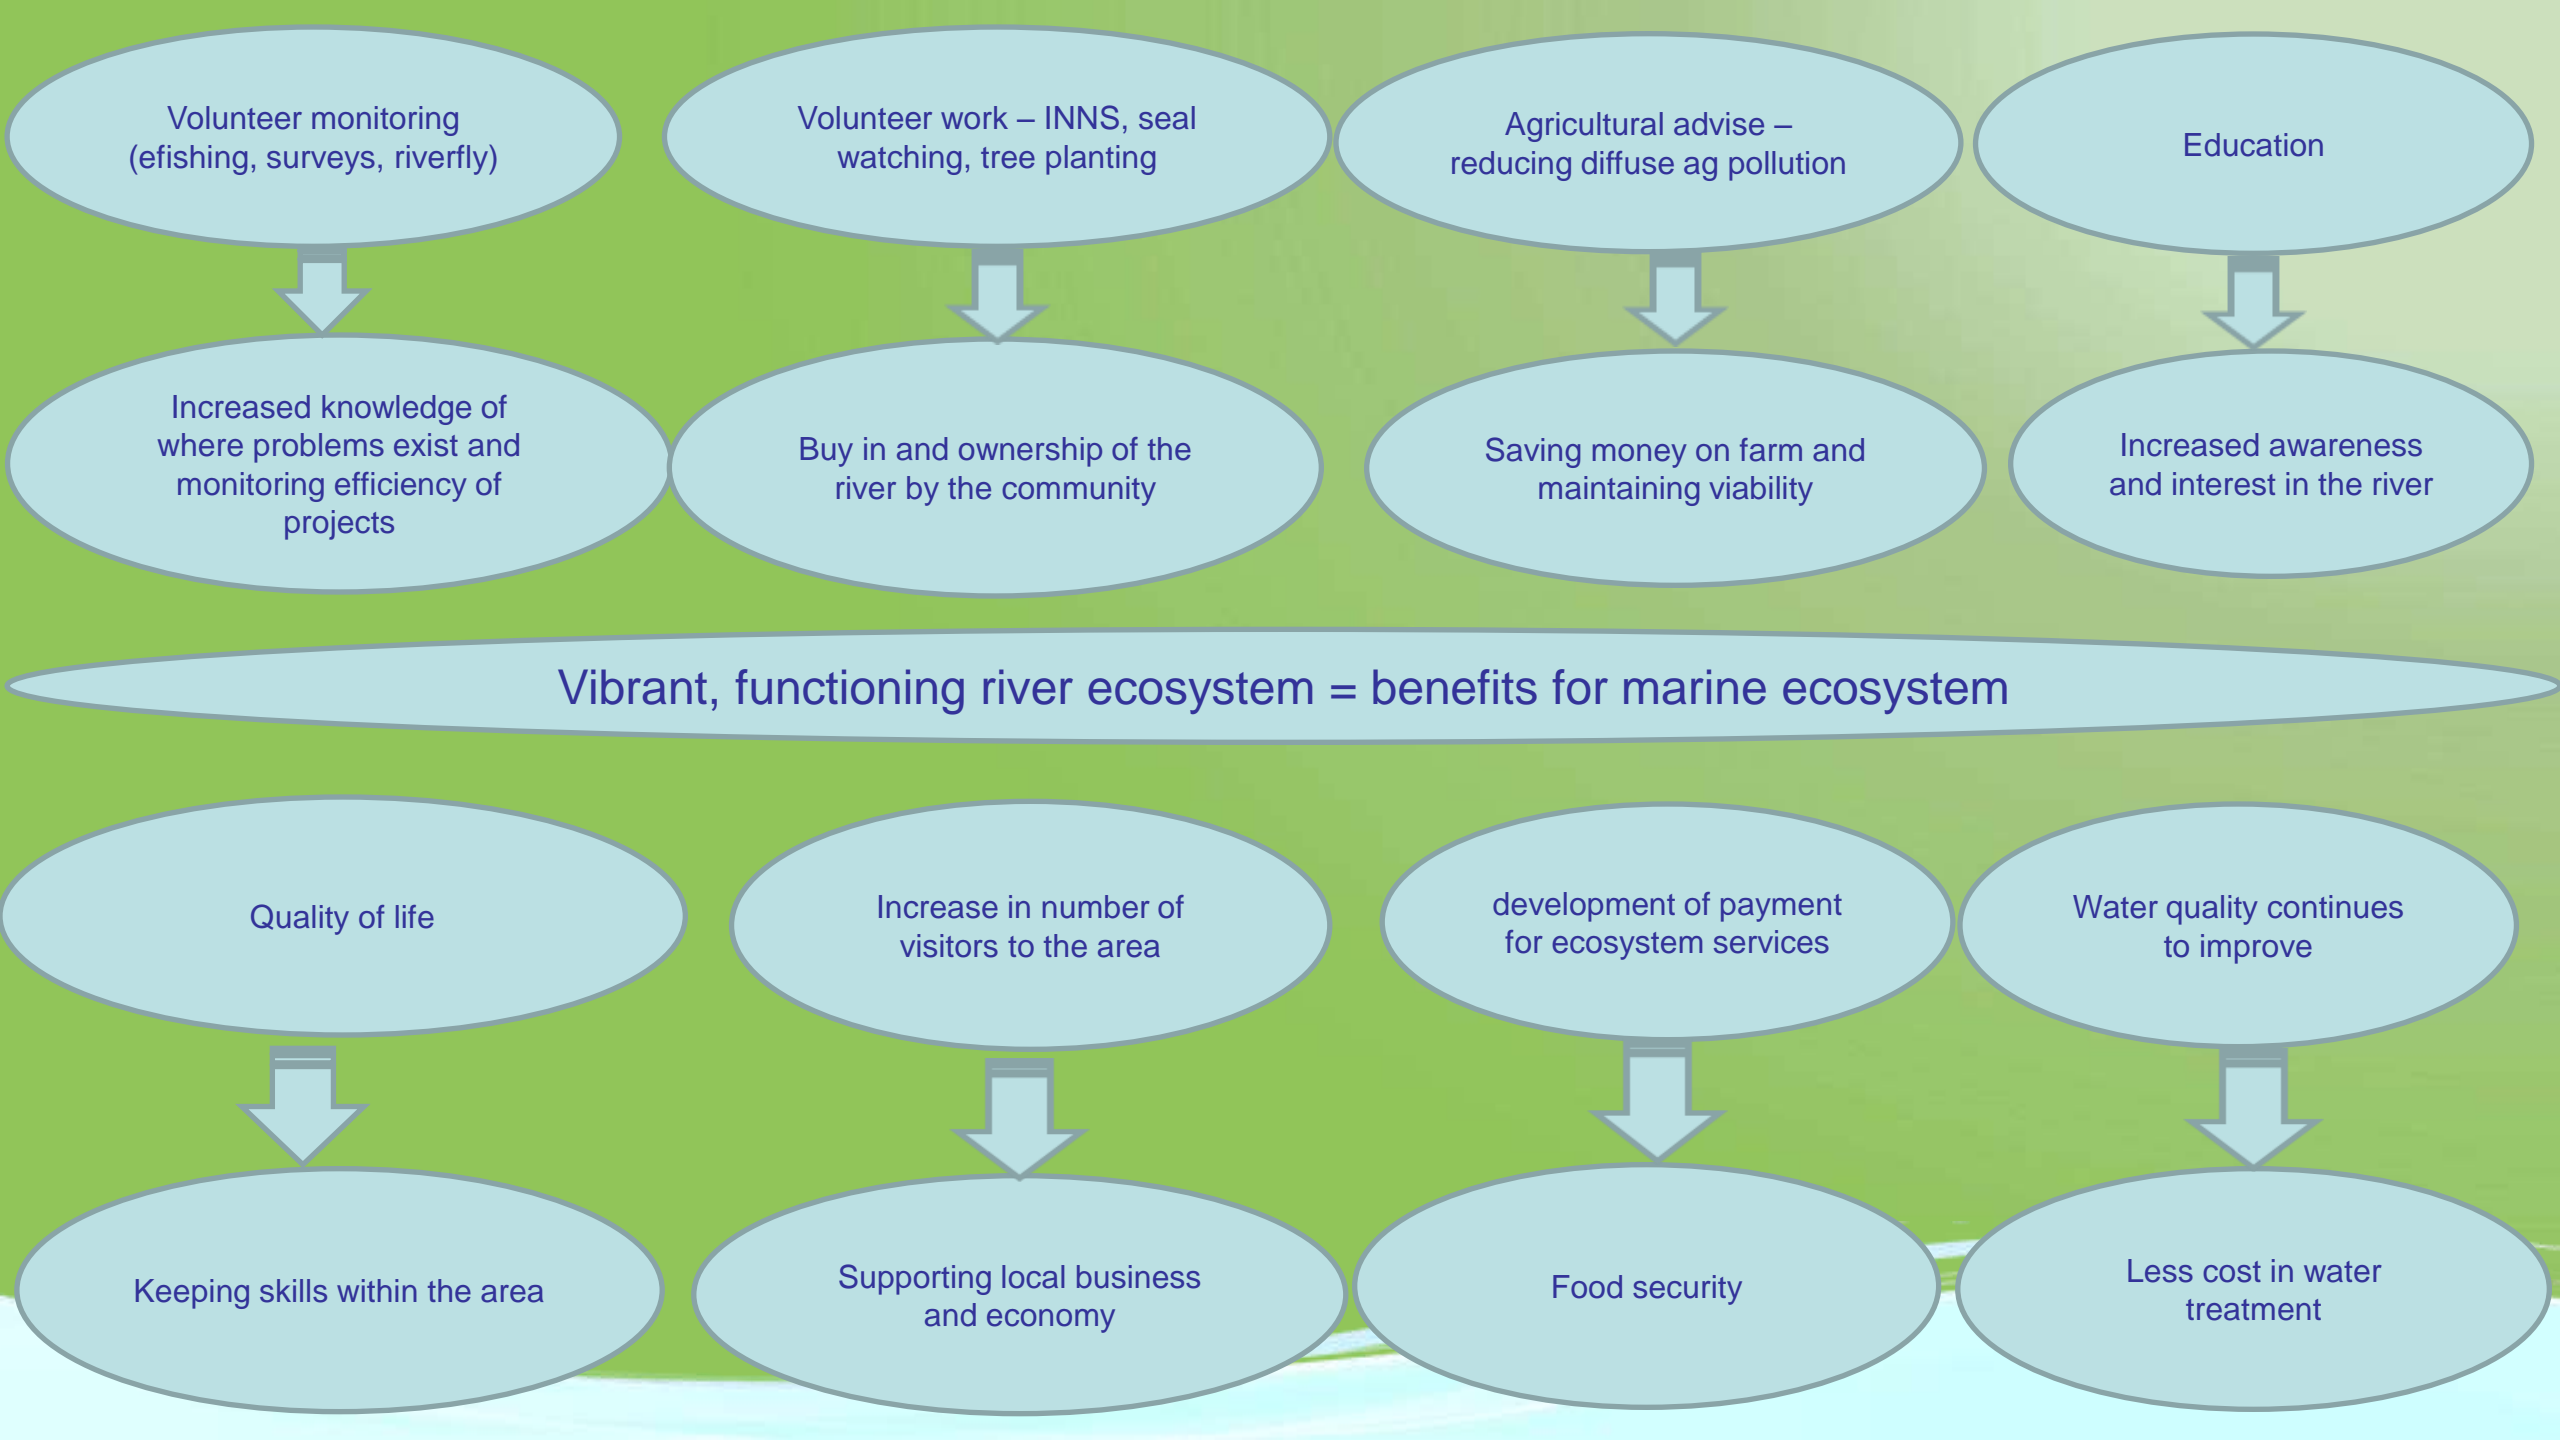 Volunteer monitoring
(efishing, surveys, riverfly)
Volunteer work – INNS, seal
watching, tree planting
Agricultural advise –
reducing diffuse ag pollution
Education
Increased knowledge of
where problems exist and
monitoring efficiency of
projects
Buy in and ownership of the
river by the community
Saving money on farm and
maintaining viability
Increased awareness
and interest in the river
Vibrant, functioning river ecosystem = benefits for marine ecosystem
Quality of life
Increase in number of
visitors to the area
development of payment
for ecosystem services
Water quality continues
to improve
Keeping skills within the area
Supporting local business
and economy
Food security
Less cost in water
treatment